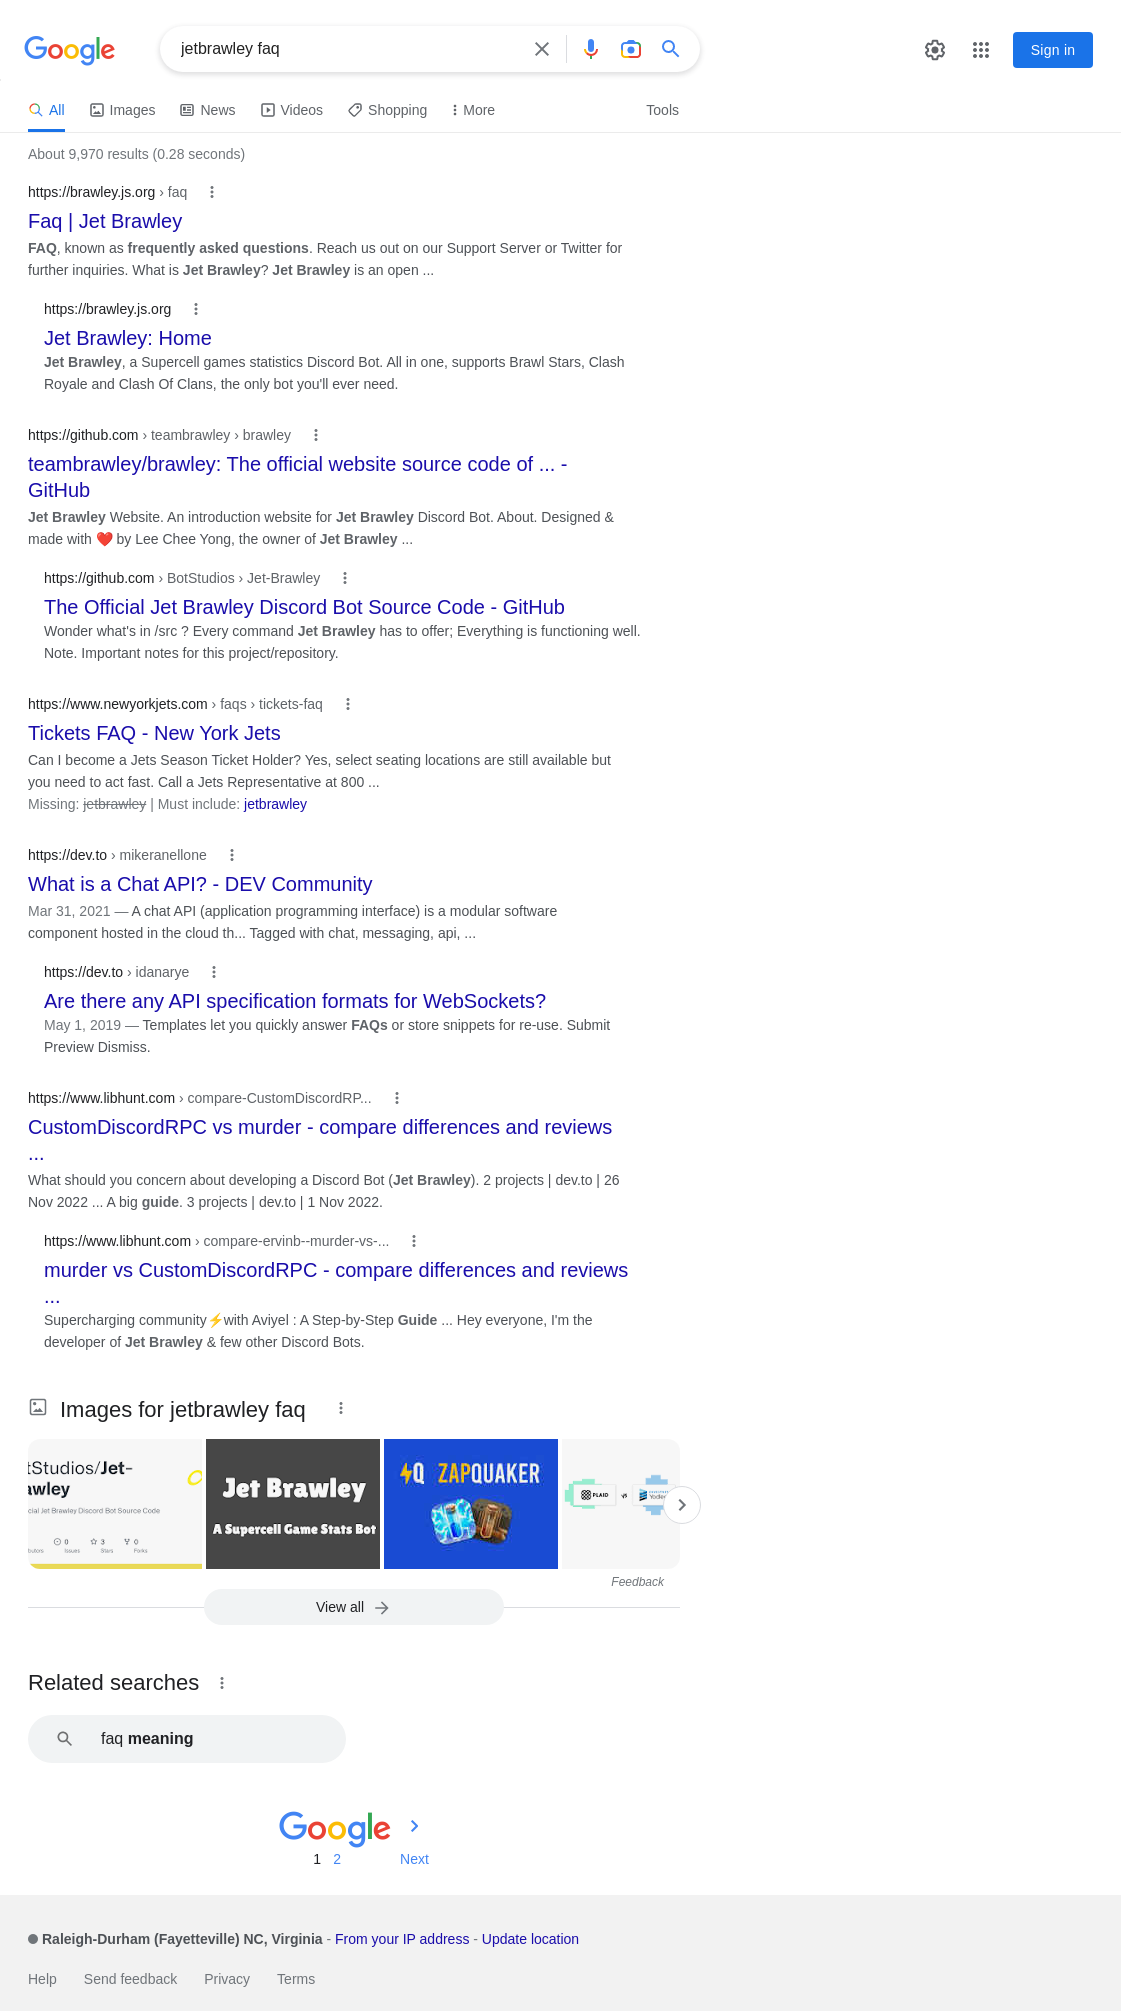 Google
jetbrawley faq
Sign in
All
Images
News
Videos
Shopping
More
Tools
About 9,970 results (0.28 seconds)
https://brawley.js.org › faq
Faq | Jet Brawley
FAQ, known as frequently asked questions. Reach us out on our Support Server or Twitter for
further inquiries. What is Jet Brawley? Jet Brawley is an open ...
https://brawley.js.org
Jet Brawley: Home
Jet Brawley, a Supercell games statistics Discord Bot. All in one, supports Brawl Stars, Clash
Royale and Clash Of Clans, the only bot you'll ever need.
https://github.com › teambrawley › brawley
teambrawley/brawley: The official website source code of ... -
GitHub
Jet Brawley Website. An introduction website for Jet Brawley Discord Bot. About. Designed &
made with ❤️ by Lee Chee Yong, the owner of Jet Brawley ...
https://github.com › BotStudios › Jet-Brawley
The Official Jet Brawley Discord Bot Source Code - GitHub
Wonder what's in /src ? Every command Jet Brawley has to offer; Everything is functioning well.
Note. Important notes for this project/repository.
https://www.newyorkjets.com › faqs › tickets-faq
Tickets FAQ - New York Jets
Can I become a Jets Season Ticket Holder? Yes, select seating locations are still available but
you need to act fast. Call a Jets Representative at 800 ...
Missing: jetbrawley | Must include: jetbrawley
https://dev.to › mikeranellone
What is a Chat API? - DEV Community
Mar 31, 2021 — A chat API (application programming interface) is a modular software
component hosted in the cloud th... Tagged with chat, messaging, api, ...
https://dev.to › idanarye
Are there any API specification formats for WebSockets?
May 1, 2019 — Templates let you quickly answer FAQs or store snippets for re-use. Submit
Preview Dismiss.
https://www.libhunt.com › compare-CustomDiscordRP...
CustomDiscordRPC vs murder - compare differences and reviews
...
What should you concern about developing a Discord Bot (Jet Brawley). 2 projects | dev.to | 26
Nov 2022 ... A big guide. 3 projects | dev.to | 1 Nov 2022.
https://www.libhunt.com › compare-ervinb--murder-vs-...
murder vs CustomDiscordRPC - compare differences and reviews
...
Supercharging community⚡with Aviyel : A Step-by-Step Guide ... Hey everyone, I'm the
developer of Jet Brawley & few other Discord Bots.
Images for jetbrawley faq
tStudios/Jet-
awley
cial Jet Brawley Discord Bot Source Code
0 3 0
butors Issues Stars Forks
Jet Brawley
A Supercell Game Stats Bot
ZAPQUAKER
PLAID vs
Feedback
View all
Related searches
faq meaning
Google
1 2 Next
Raleigh-Durham (Fayetteville) NC, Virginia - From your IP address - Update location
Help
Send feedback
Privacy
Terms